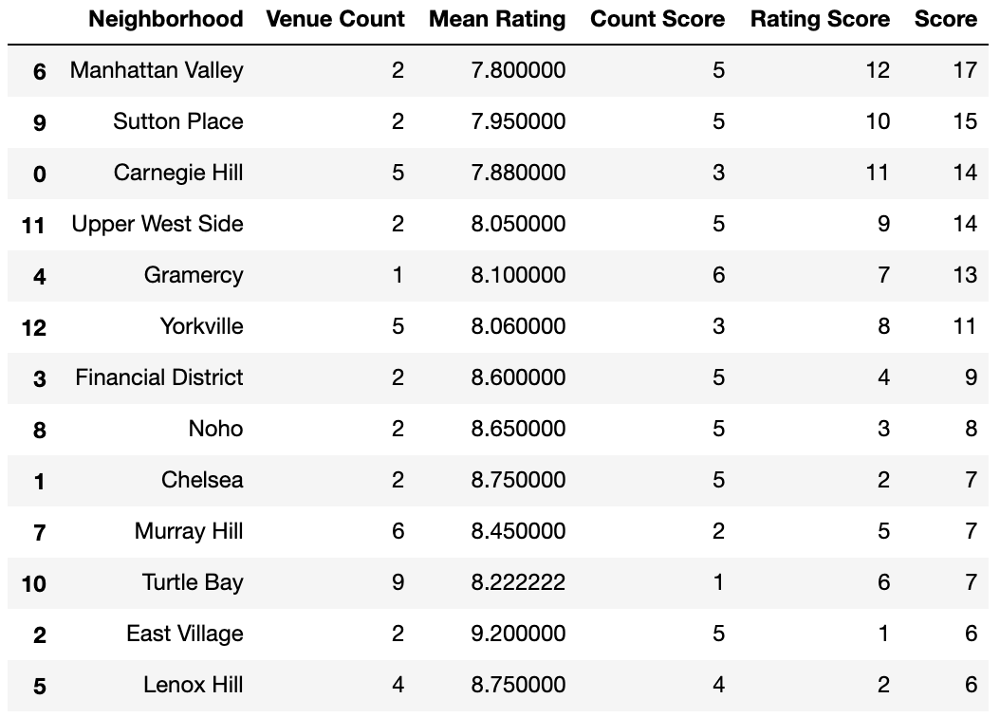 Neighborhood Venue Count Mean Rating Count Score Rating Score Score
6 Manhattan Valley 2 7.800000 5 12 17
9 Sutton Place 2 7.950000 5 10 15
0 Carnegie Hill 5 7.880000 3 11 14
11 Upper West Side 2 8.050000 5 9 14
4 Gramercy 1 8.100000 6 7 13
12 Yorkville 5 8.060000 3 8 11
3 Financial District 2 8.600000 5 4 9
8 Noho 2 8.650000 5 3 8
1 Chelsea 2 8.750000 5 2 7
7 Murray Hill 6 8.450000 2 5 7
10 Turtle Bay 9 8.222222 1 6 7
2 East Village 2 9.200000 5 1 6
5 Lenox Hill 4 8.750000 4 2 6